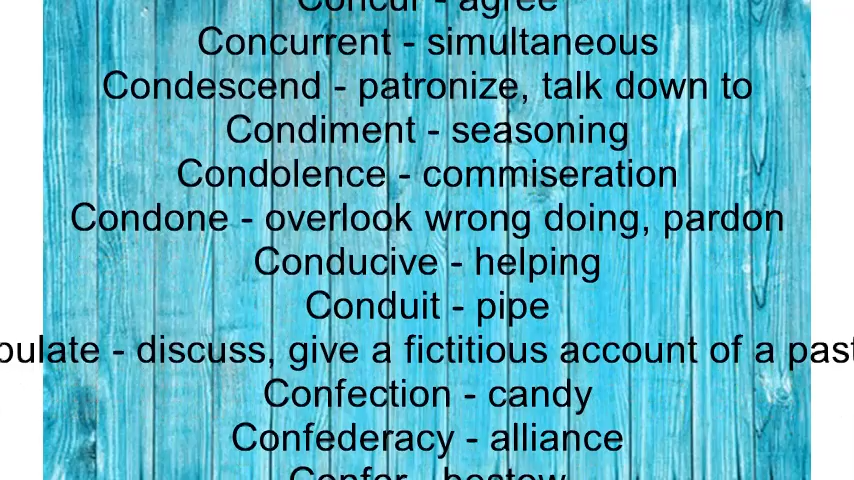 Concur - agree
Concurrent - simultaneous
Condescend - patronize, talk down to
Condiment - seasoning
Condolence - commiseration
Condone - overlook wrong doing, pardon
Conducive - helping
Conduit - pipe
bulate - discuss, give a fictitious account of a past
Confection - candy
Confederacy - alliance
Confer - bestow